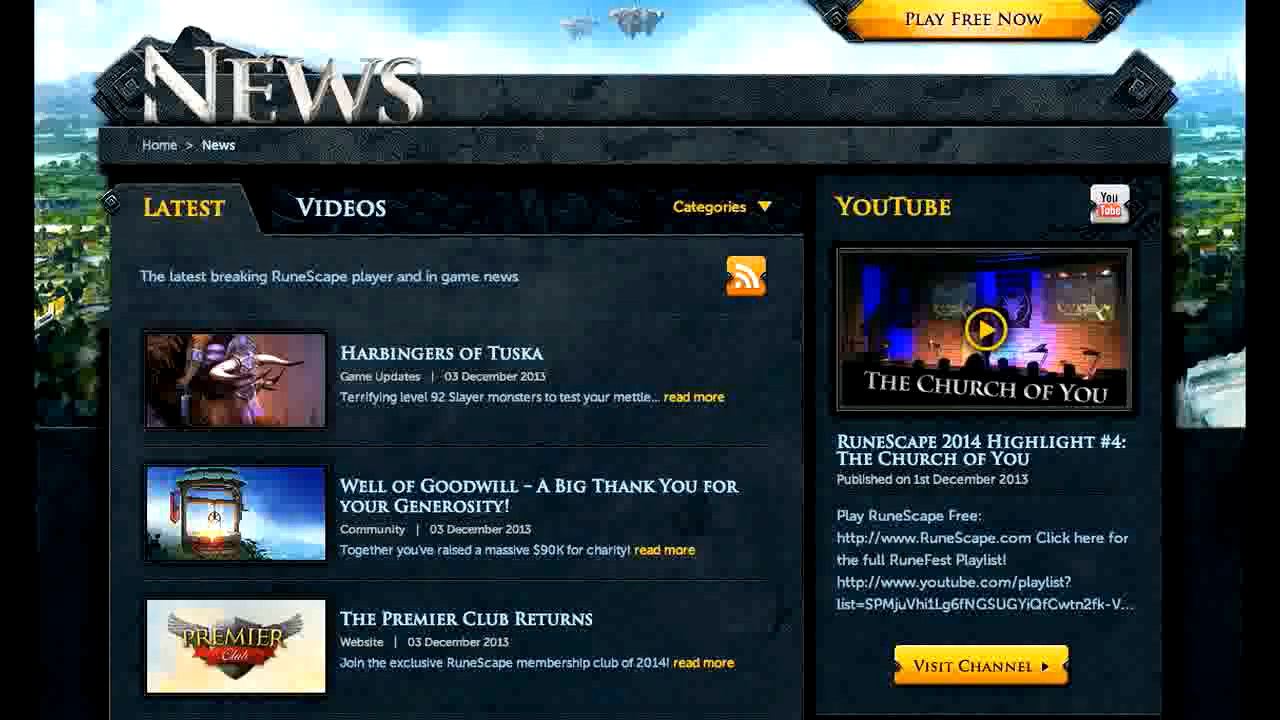 PLAY FREE NOW
NEWS
Home > News
LATEST
VIDEOS
Categories
The latest breaking RuneScape player and in game news
HARBINGERS OF TUSKA
Game Updates | 03 December 2013
Terrifying level 92 Slayer monsters to test your mettle... read more
WELL OF GOODWILL – A BIG THANK YOU FOR
YOUR GENEROSITY!
Community | 03 December 2013
Together you've raised a massive $90K for charity! read more
PREMIER
Club
THE PREMIER CLUB RETURNS
Website | 03 December 2013
Join the exclusive RuneScape membership club of 2014! read more
YOUTUBE
You
Tube
THE CHURCH OF YOU
RUNESCAPE 2014 HIGHLIGHT #4:
THE CHURCH OF YOU
Published on 1st December 2013
Play RuneScape Free:
http://www.RuneScape.com Click here for
the full RuneFest Playlist!
http://www.youtube.com/playlist?
list=SPMjuVhi1Lg6fNGSUGYiQfCwtn2fk-V...
VISIT CHANNEL